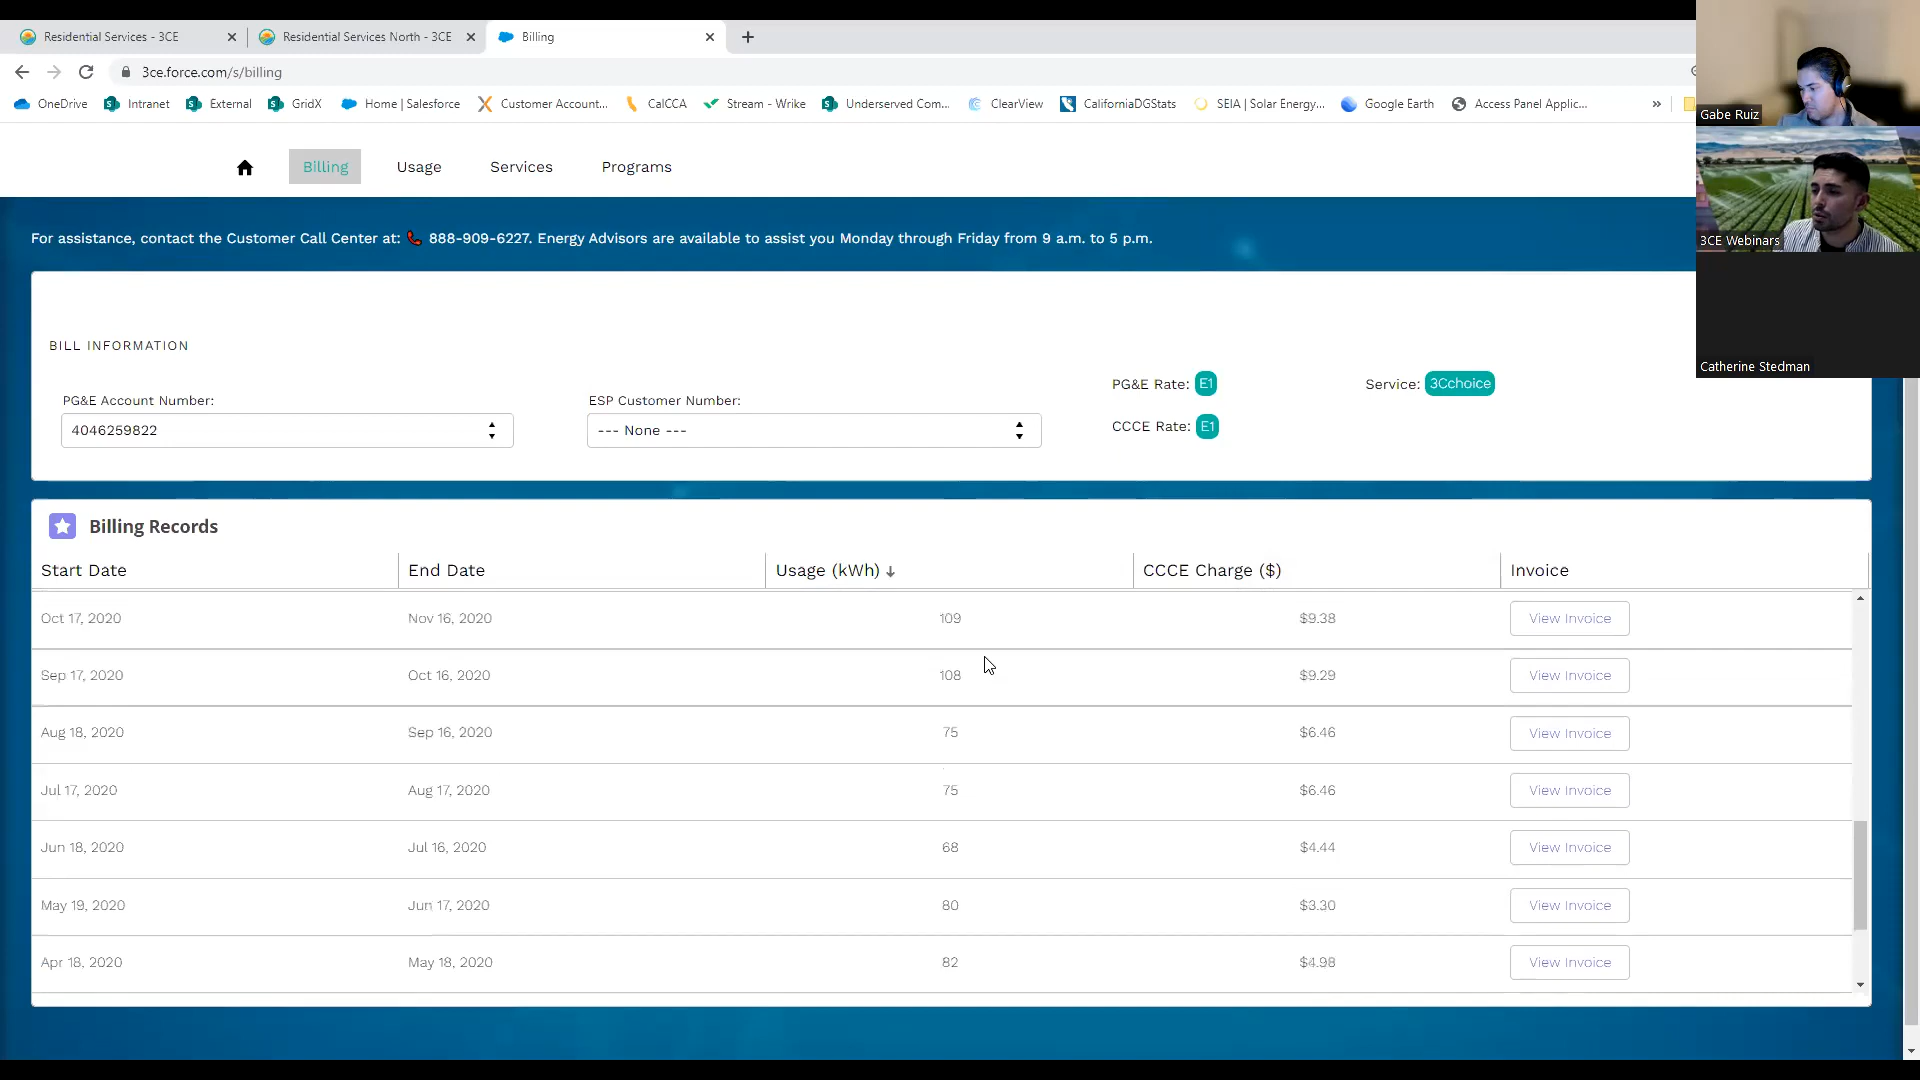 Residential Services - 3CE
Residential Services North - 3CE
Billing
3ce.force.com/s/billing
OneDrive
Intranet
External
GridX
Home | Salesforce
Customer Account...
CalCCA
Stream - Wrike
Underserved Com...
ClearView
CaliforniaDGStats
SEIA | Solar Energy...
Google Earth
Access Panel Applic...
»
Gabe Ruiz
3CE Webinars
Catherine Stedman
Billing
Usage
Services
Programs
For assistance, contact the Customer Call Center at: 888-909-6227. Energy Advisors are available to assist you Monday through Friday from 9 a.m. to 5 p.m.
BILL INFORMATION
PG&E Account Number:
4046259822
ESP Customer Number:
--- None ---
PG&E Rate: E1
Service: 3Cchoice
CCCE Rate: E1
Billing Records
Start Date End Date Usage (kWh) CCCE Charge ($) Invoice
Oct 17, 2020 Nov 16, 2020 109 $9.38 View Invoice
Sep 17, 2020 Oct 16, 2020 108 $9.29 View Invoice
Aug 18, 2020 Sep 16, 2020 75 $6.46 View Invoice
Jul 17, 2020 Aug 17, 2020 75 $6.46 View Invoice
Jun 18, 2020 Jul 16, 2020 68 $4.44 View Invoice
May 19, 2020 Jun 17, 2020 80 $3.30 View Invoice
Apr 18, 2020 May 18, 2020 82 $4.98 View Invoice